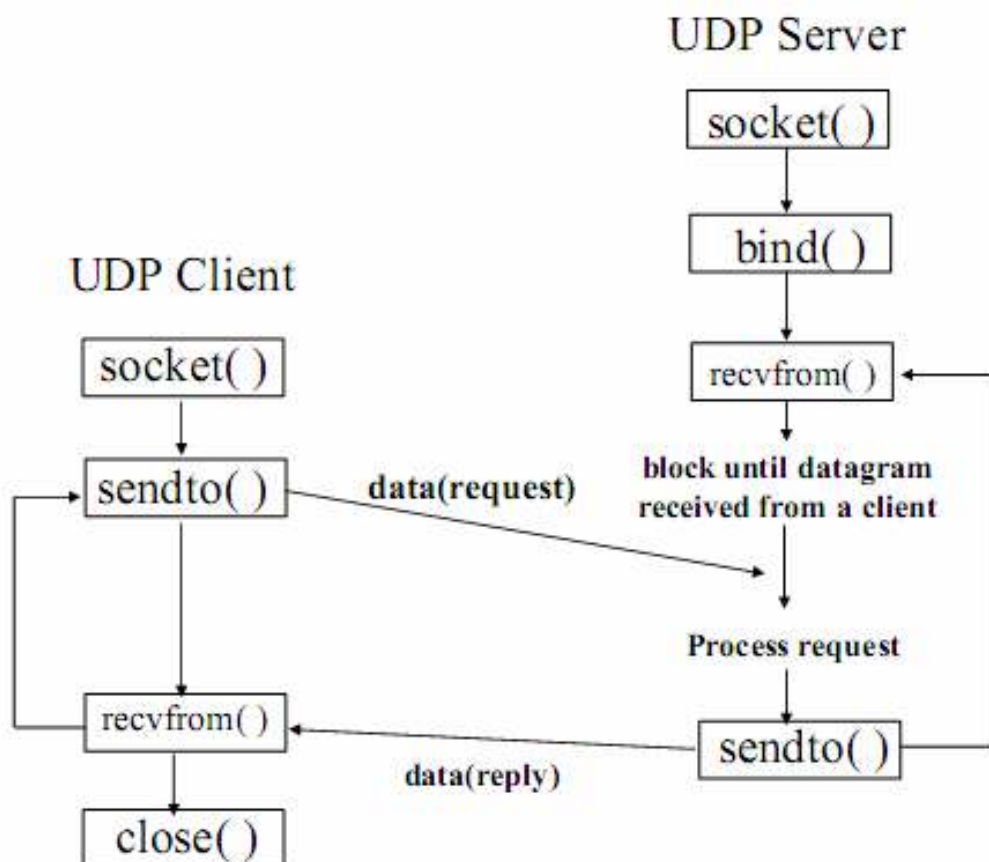 UDP Server
socket( )
bind( )
UDP Client
socket( )
recvfrom( )
sendto( )
data(request)
block until datagram
received from a client
Process request
recvfrom( )
sendto( )
data(reply)
close( )